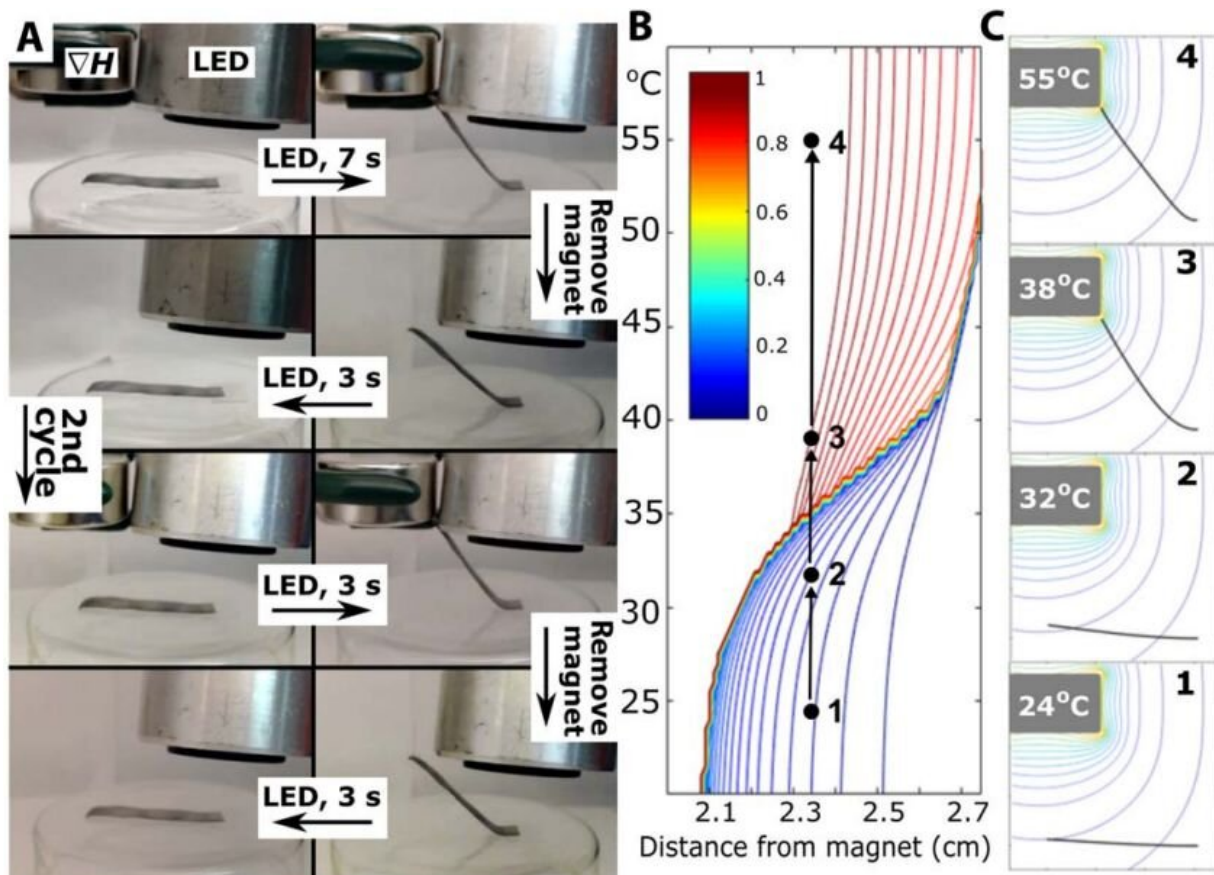 A
∇H
LED
LED, 7 s
Remove
magnet
LED, 3 s
2nd
cycle
LED, 3 s
Remove
magnet
LED, 3 s
B
°C
55
50
45
40
35
30
25
1
0.8
0.6
0.4
0.2
0
4
3
2
1
2.1
2.3
2.5
2.7
Distance from magnet (cm)
C
4
55°C
3
38°C
2
32°C
1
24°C